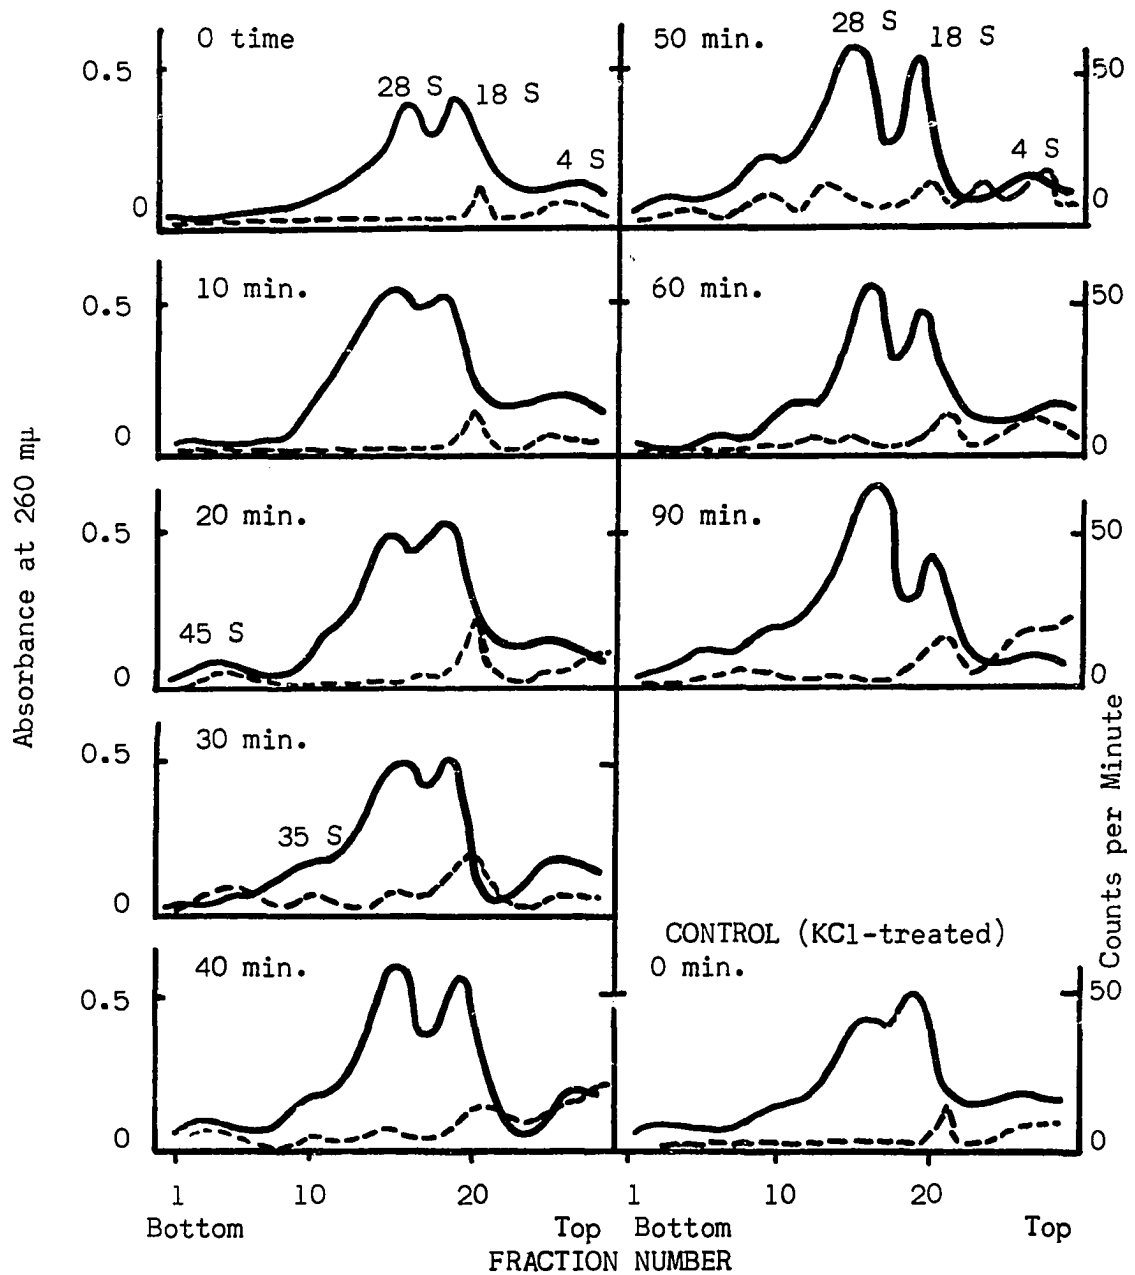 0 time
28 S
18 S
4 S
0.5
0
50 min.
28 S
18 S
4 S
50
0
10 min.
0.5
0
60 min.
50
0
20 min.
45 S
0.5
0
90 min.
50
0
30 min.
35 S
0.5
0
40 min.
0.5
0
CONTROL (KCl-treated)
0 min.
50
0
Absorbance at 260 mμ
Counts per Minute
1 10 20
1 10 20
Bottom Top
Bottom Top
FRACTION NUMBER